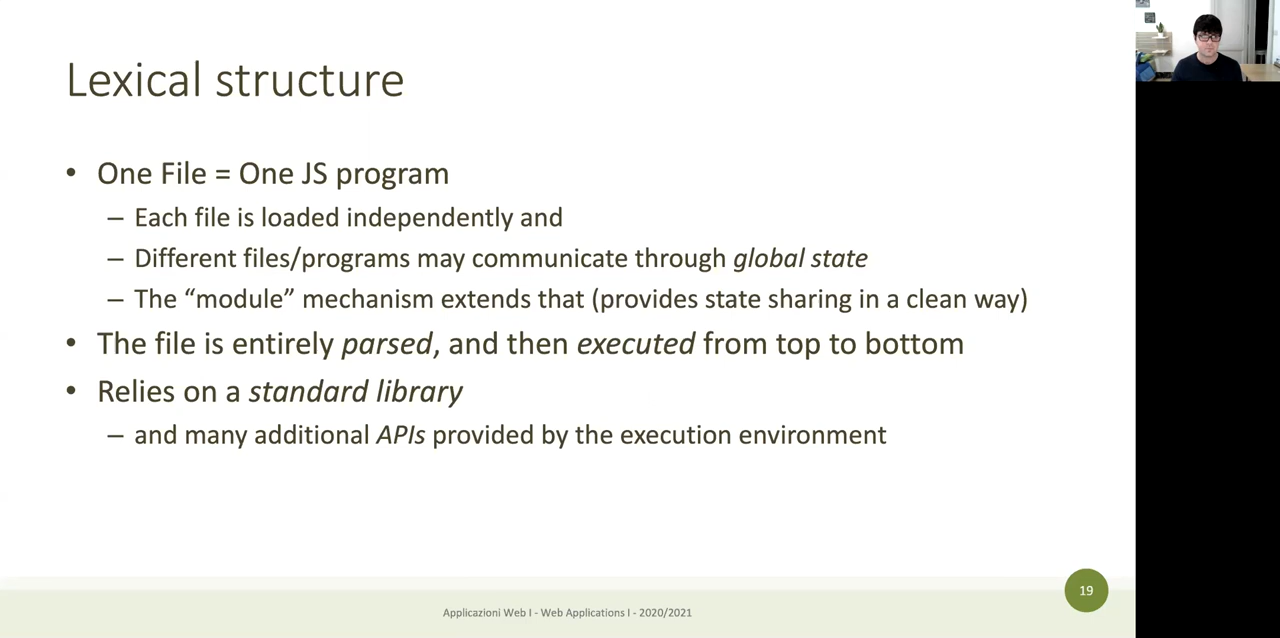 Lexical structure
• One File = One JS program
– Each file is loaded independently and
– Different files/programs may communicate through global state
– The “module” mechanism extends that (provides state sharing in a clean way)
• The file is entirely parsed, and then executed from top to bottom
• Relies on a standard library
– and many additional APIs provided by the execution environment
19
Applicazioni Web I - Web Applications I - 2020/2021